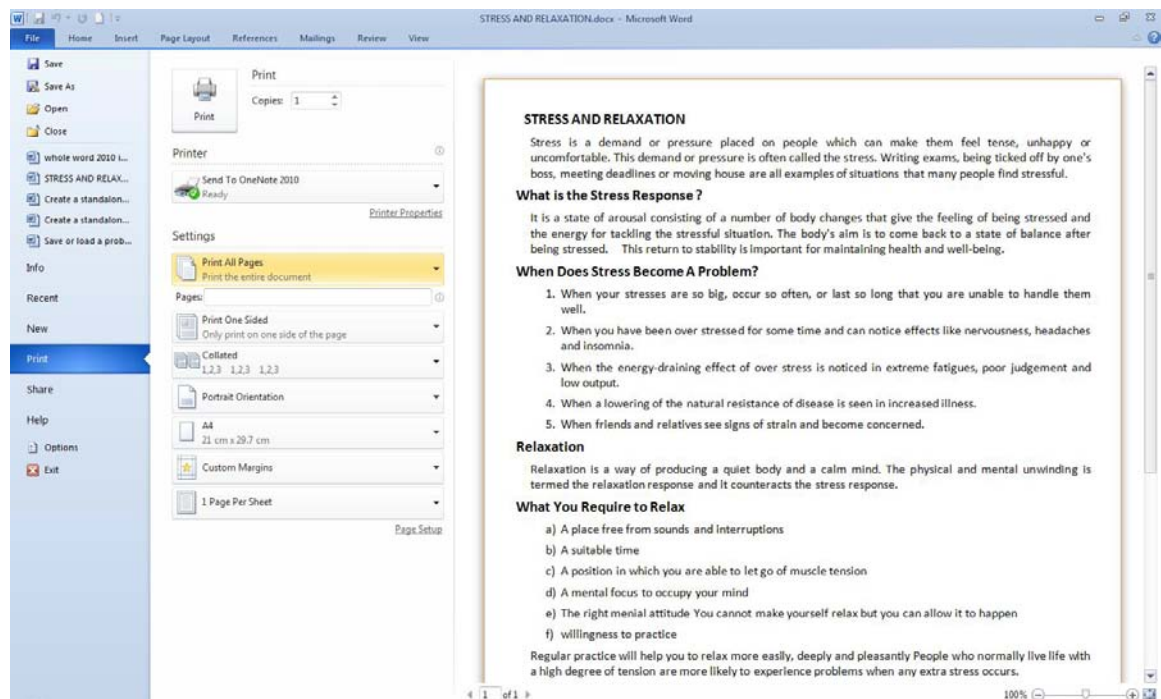 STRESS AND RELAXATION.docx - Microsoft Word
File Home Insert Page Layout References Mailings Review View
Save
Save As
Open
Close
whole word 2010 i...
STRESS AND RELAX...
Create a standalon...
Create a standalon...
Save or load a prob...
Info
Recent
New
Print
Share
Help
Options
Exit
Print
Print
Copies: 1
Printer
Send To OneNote 2010
Ready
Printer Properties
Settings
Print All Pages
Print the entire document
Pages:
Print One Sided
Only print on one side of the page
Collated
1,2,3 1,2,3 1,2,3
Portrait Orientation
A4
21 cm x 29.7 cm
Custom Margins
1 Page Per Sheet
Page Setup
STRESS AND RELAXATION
Stress is a demand or pressure placed on people which can make them feel tense, unhappy or
uncomfortable. This demand or pressure is often called the stress. Writing exams, being ticked off by one's
boss, meeting deadlines or moving house are all examples of situations that many people find stressful.
What is the Stress Response ?
It is a state of arousal consisting of a number of body changes that give the feeling of being stressed and
the energy for tackling the stressful situation. The body's aim is to come back to a state of balance after
being stressed. This return to stability is important for maintaining health and well-being.
When Does Stress Become A Problem?
1. When your stresses are so big, occur so often, or last so long that you are unable to handle them
well.
2. When you have been over stressed for some time and can notice effects like nervousness, headaches
and insomnia.
3. When the energy-draining effect of over stress is noticed in extreme fatigues, poor judgement and
low output.
4. When a lowering of the natural resistance of disease is seen in increased illness.
5. When friends and relatives see signs of strain and become concerned.
Relaxation
Relaxation is a way of producing a quiet body and a calm mind. The physical and mental unwinding is
termed the relaxation response and it counteracts the stress response.
What You Require to Relax
a) A place free from sounds and interruptions
b) A suitable time
c) A position in which you are able to let go of muscle tension
d) A mental focus to occupy your mind
e) The right menial attitude You cannot make yourself relax but you can allow it to happen
f) willingness to practice
Regular practice will help you to relax more easily, deeply and pleasantly People who normally live life with
a high degree of tension are more likely to experience problems when any extra stress occurs.
1 of 1
100%